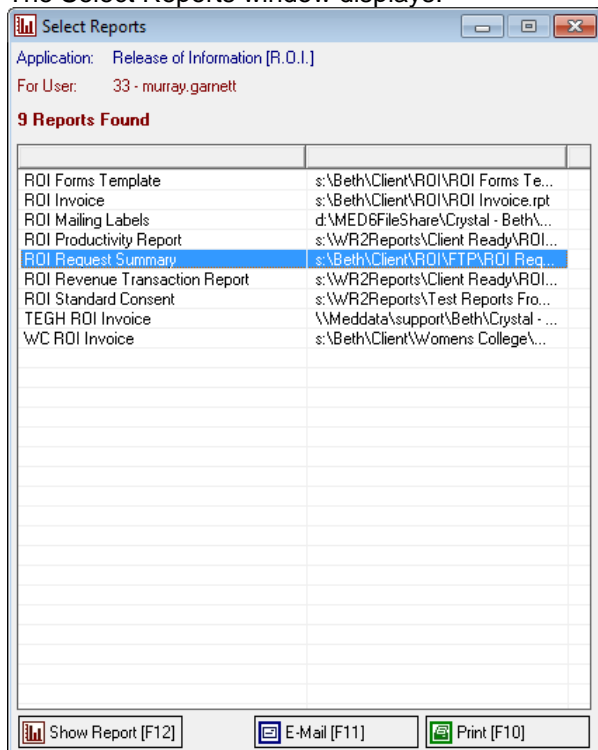 The Select Reports window displays.
Select Reports
Application: Release of Information [R.O.I.]
For User: 33 - murray.garnett
9 Reports Found
ROI Forms Template s:\Beth\Client\ROI\ROI Forms Te...
ROI Invoice s:\Beth\Client\ROI\ROI Invoice.rpt
ROI Mailing Labels d:\MED6FileShare\Crystal - Beth\...
ROI Productivity Report s:\WR2Reports\Client Ready\ROI...
ROI Request Summary s:\Beth\Client\ROI\FTP\ROI Req...
ROI Revenue Transaction Report s:\WR2Reports\Client Ready\ROI...
ROI Standard Consent s:\WR2Reports\Test Reports Fro...
TEGH ROI Invoice \\Meddata\support\Beth\Crystal - ...
WC ROI Invoice s:\Beth\Client\Womens College\...
Show Report [F12] E-Mail [F11] Print [F10]